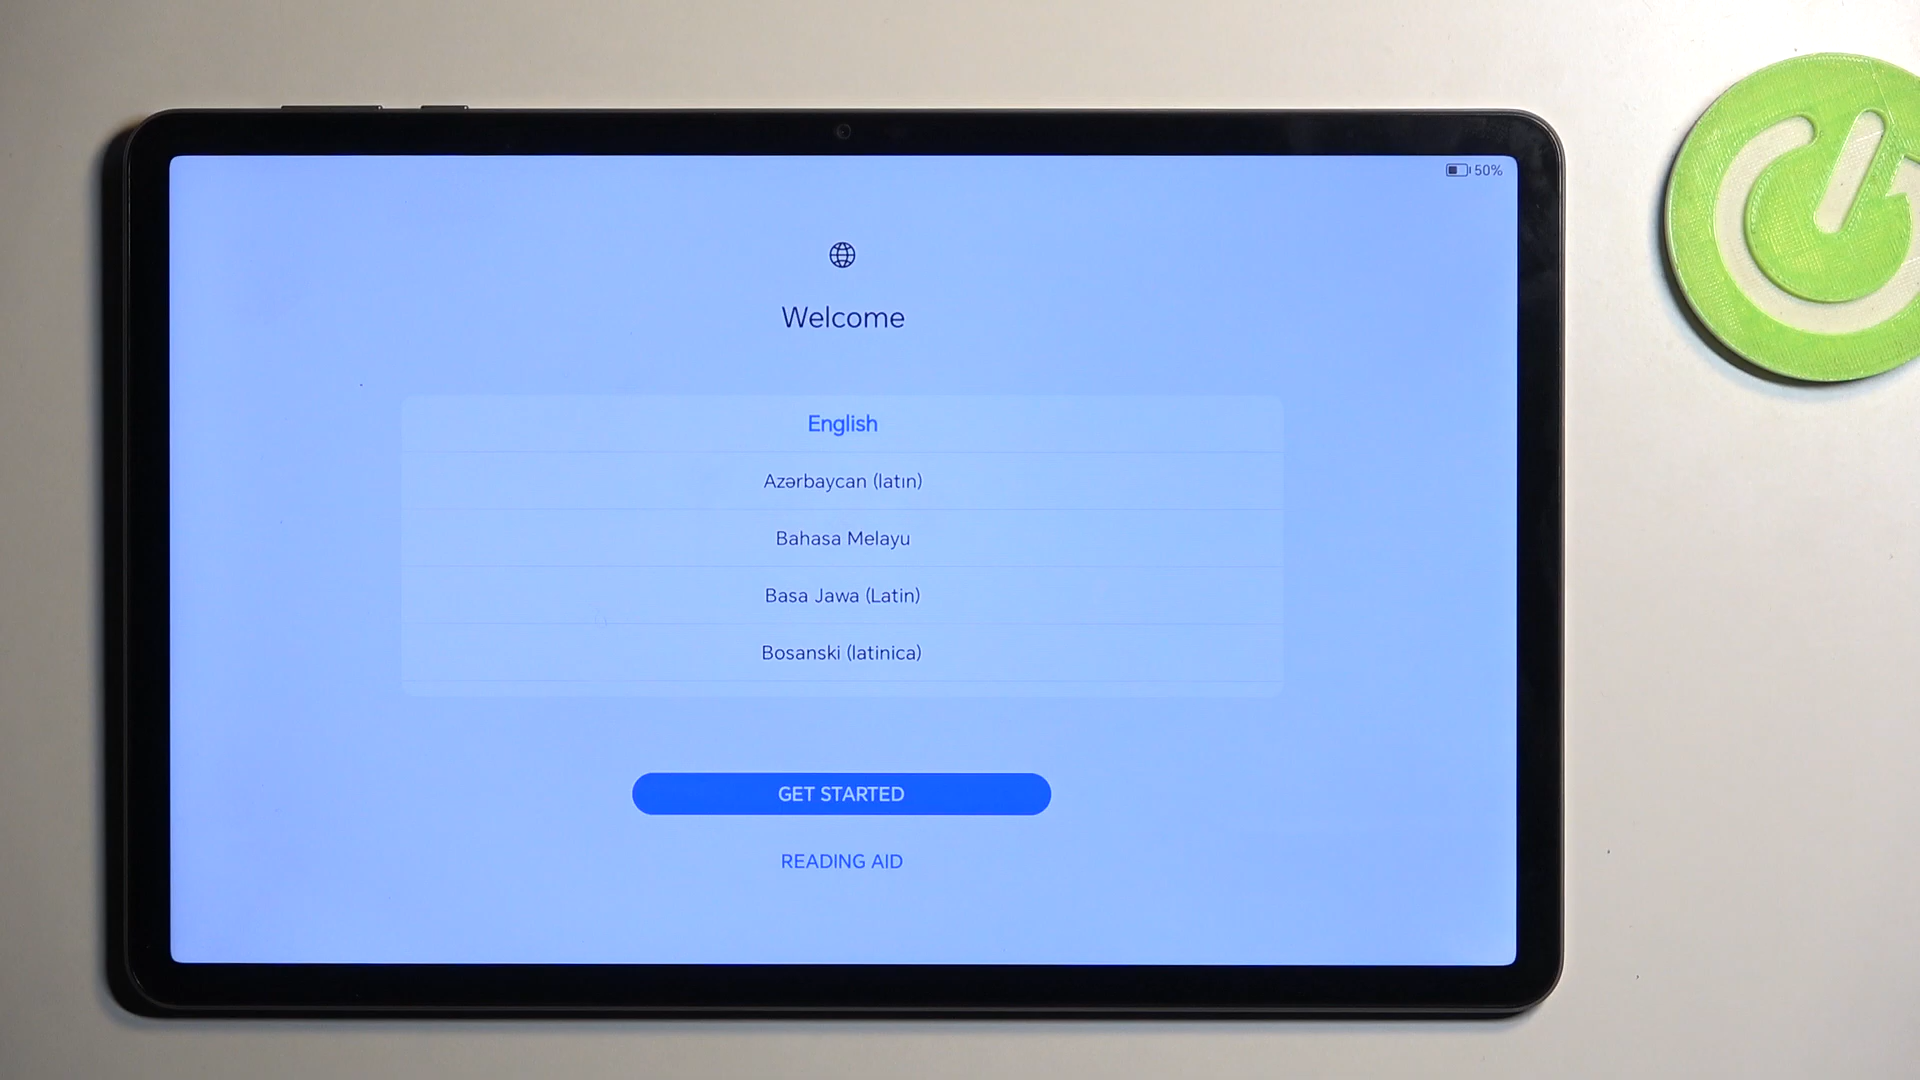 50%
Welcome
English
Azərbaycan (latın)
Bahasa Melayu
Basa Jawa (Latin)
Bosanski (latinica)
GET STARTED
READING AID